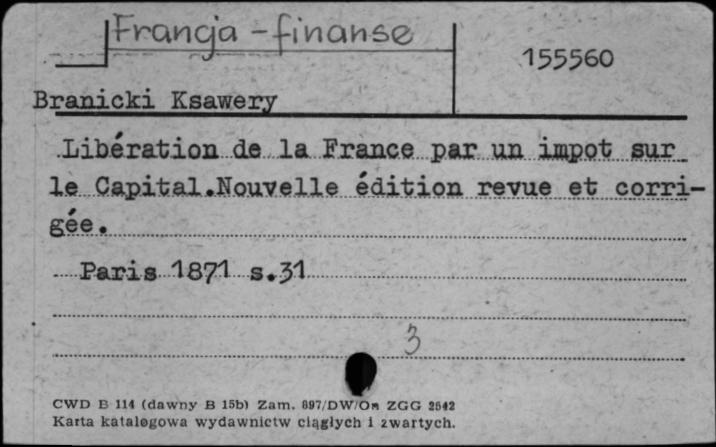 Francja - finanse
155560
Branicki Ksawery
Libération de la France par un impot sur
le Capital.Nouvelle édition revue et corri-
gée.
Paris 1871 s.31
3
CWD B 114 (dawny B 15b) Zam. 897/DW/Om ZGG 2542
Karta katalogowa wydawnictw ciągłych i zwartych.